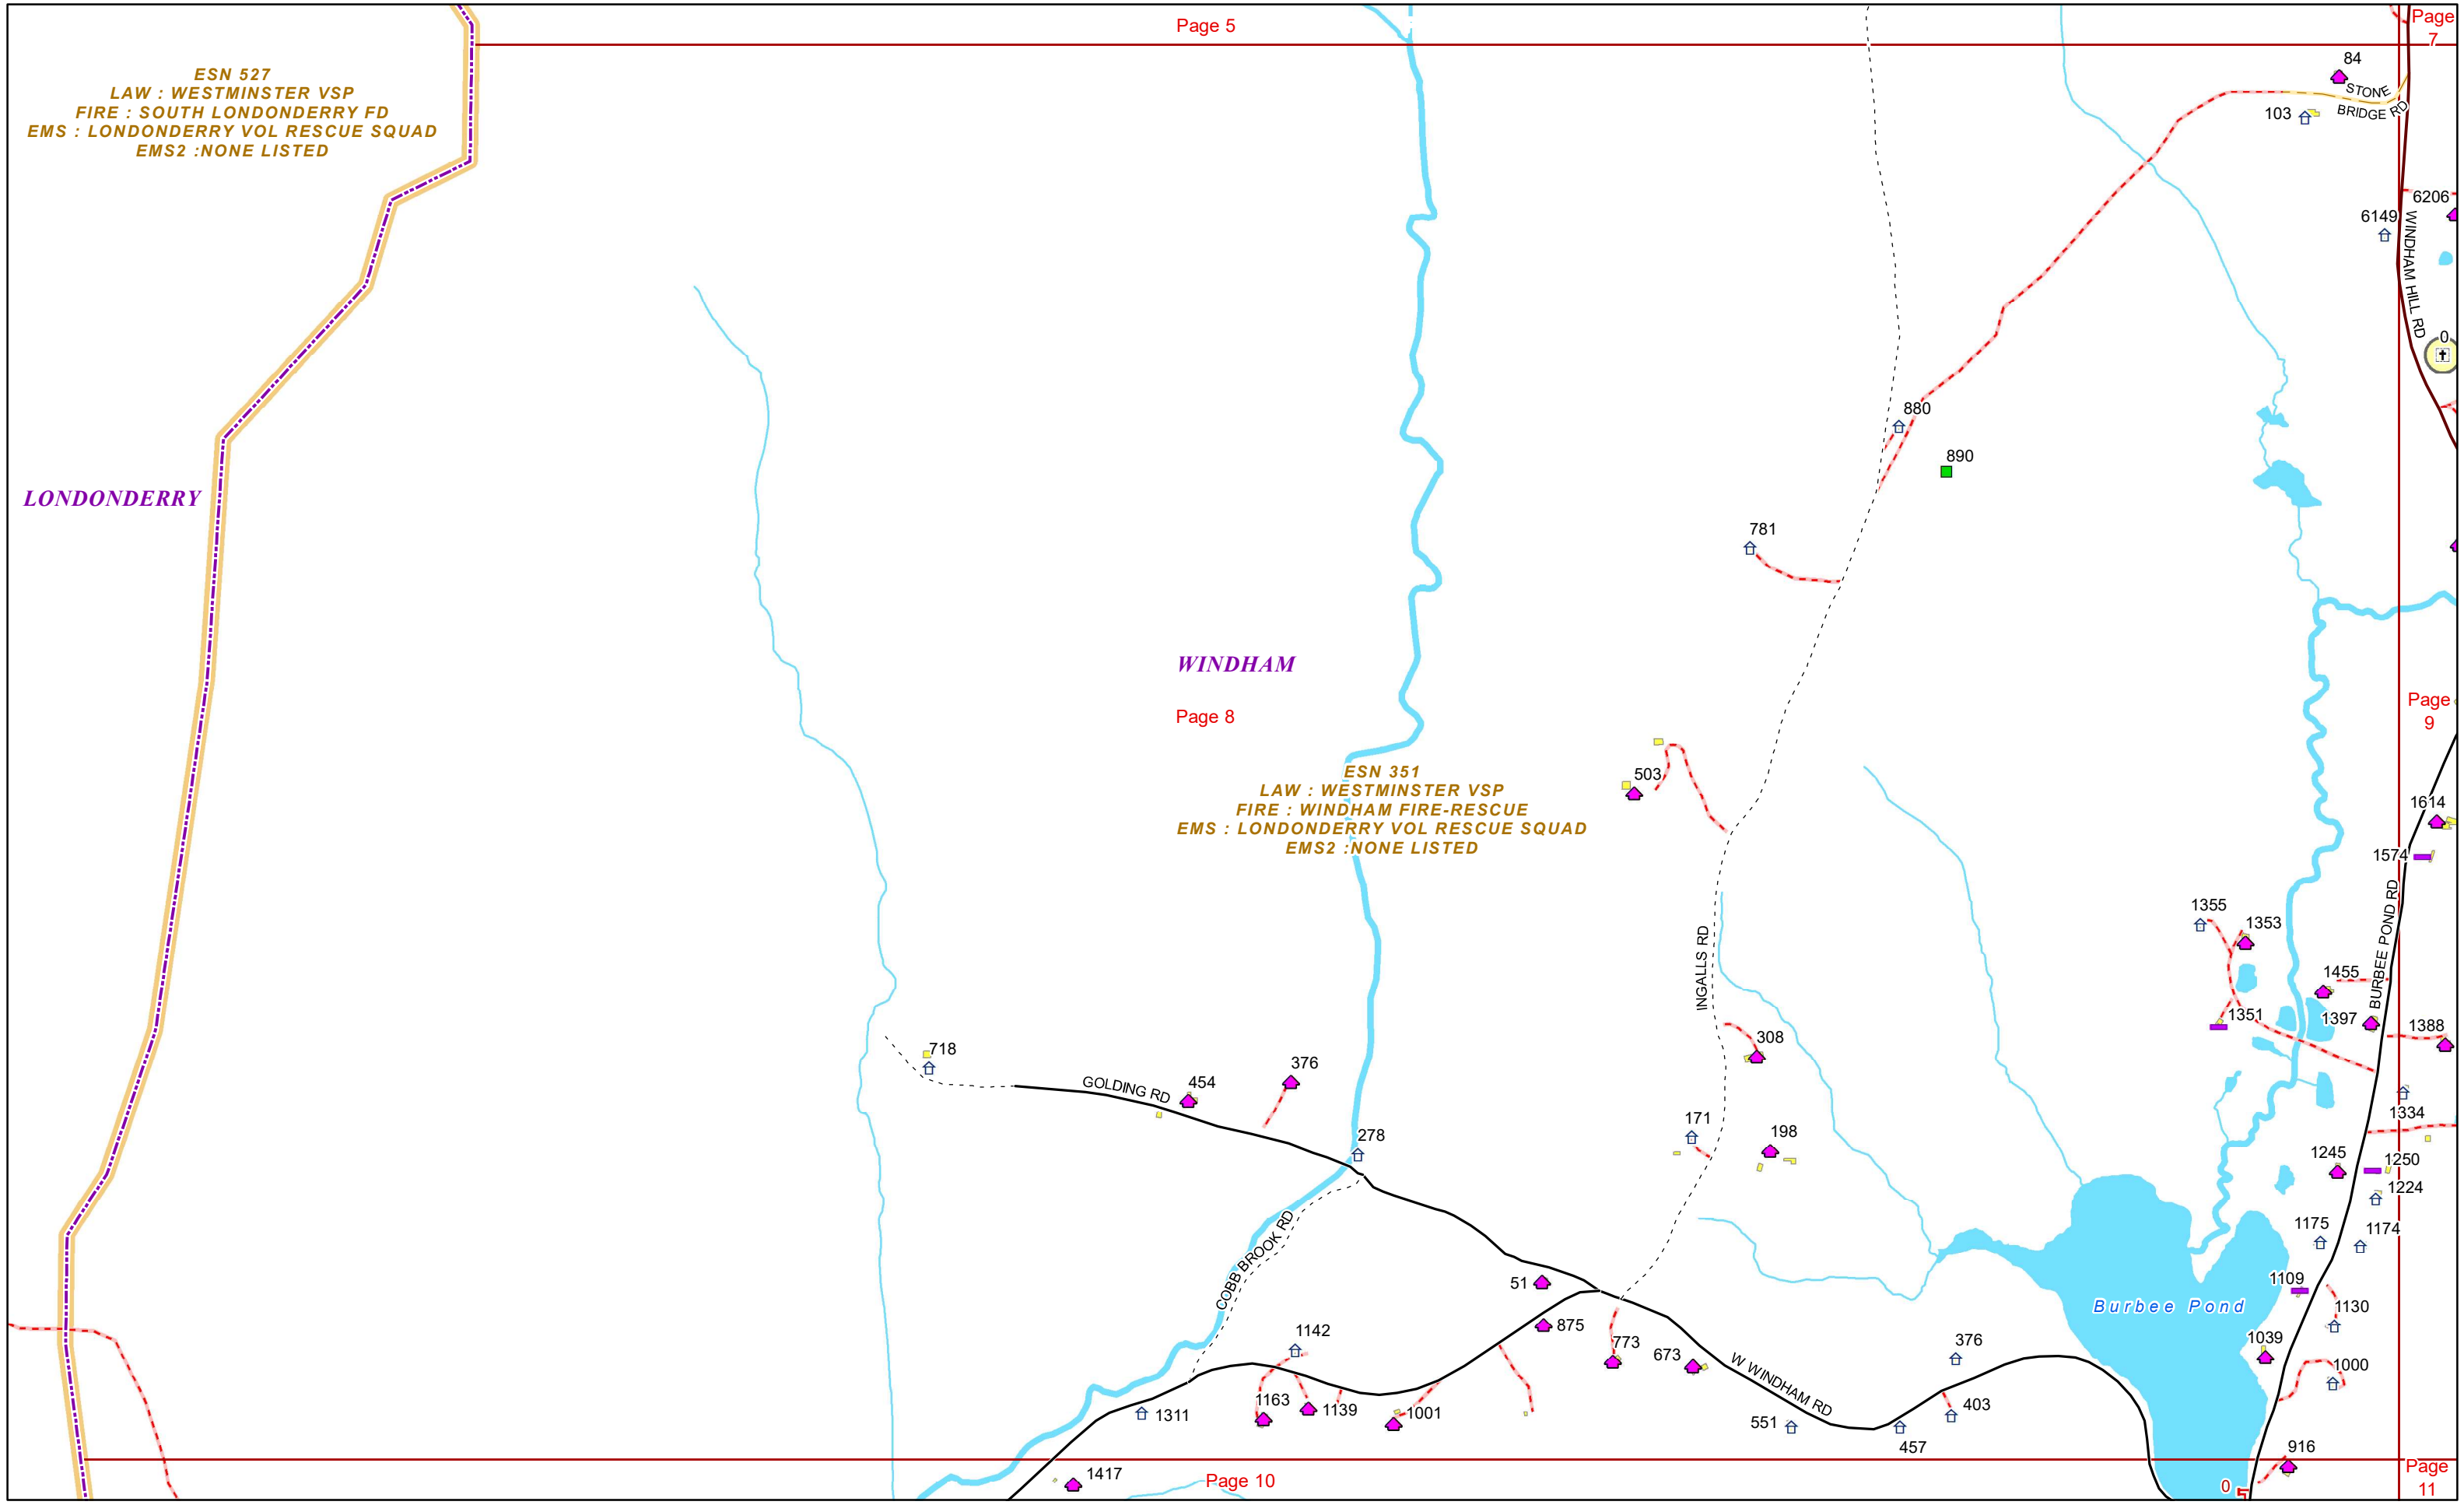 Page 5
Page
7
ESN 527
LAW : WESTMINSTER VSP
FIRE : SOUTH LONDONDERRY FD
EMS : LONDONDERRY VOL RESCUE SQUAD
EMS2 :NONE LISTED
84
STONE
BRIDGE RD
103
6206
6149
WINDHAM HILL RD
0
880
890
LONDONDERRY
781
WINDHAM
Page 8
Page
9
ESN 351
LAW : WESTMINSTER VSP
FIRE : WINDHAM FIRE-RESCUE
EMS : LONDONDERRY VOL RESCUE SQUAD
EMS2 :NONE LISTED
503
1614
1574
BURBEE POND RD
1355
1353
INGALLS RD
1455
1351
1397
1388
308
718
376
GOLDING RD
454
1334
171
198
278
1245
1250
1224
COBB BROOK RD
1175
1174
51
1109
Burbee Pond
1130
875
1142
773
673
376
1039
1000
W WINDHAM RD
1163
1139
1001
1311
551
403
457
916
1417
Page 10
Page
11
0